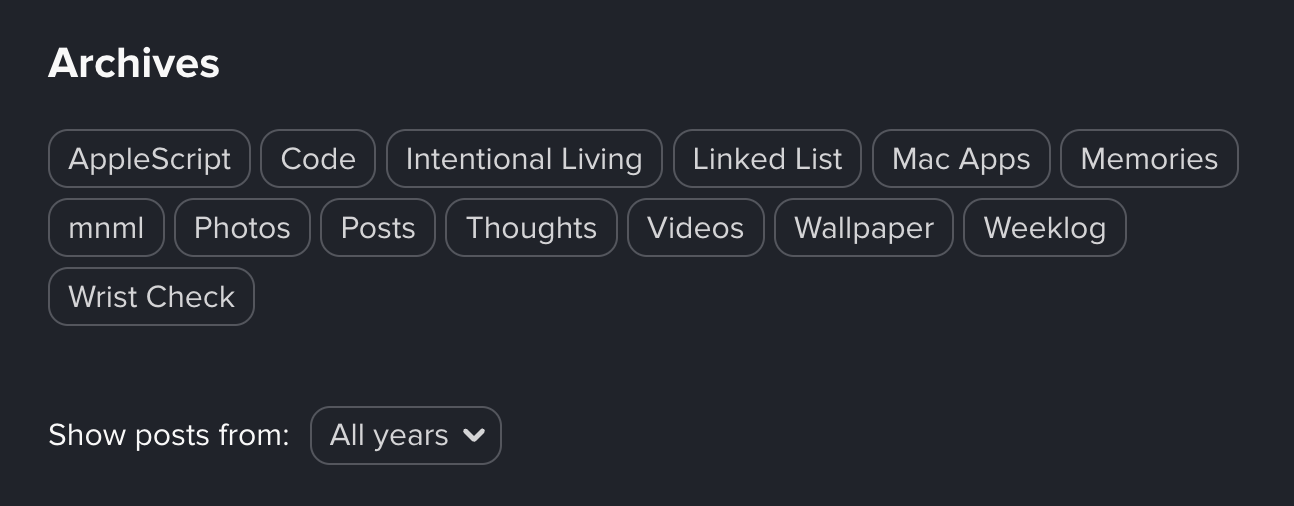 Archives
AppleScript Code Intentional Living Linked List Mac Apps Memories
mnml Photos Posts Thoughts Videos Wallpaper Weeklog
Wrist Check
Show posts from: All years